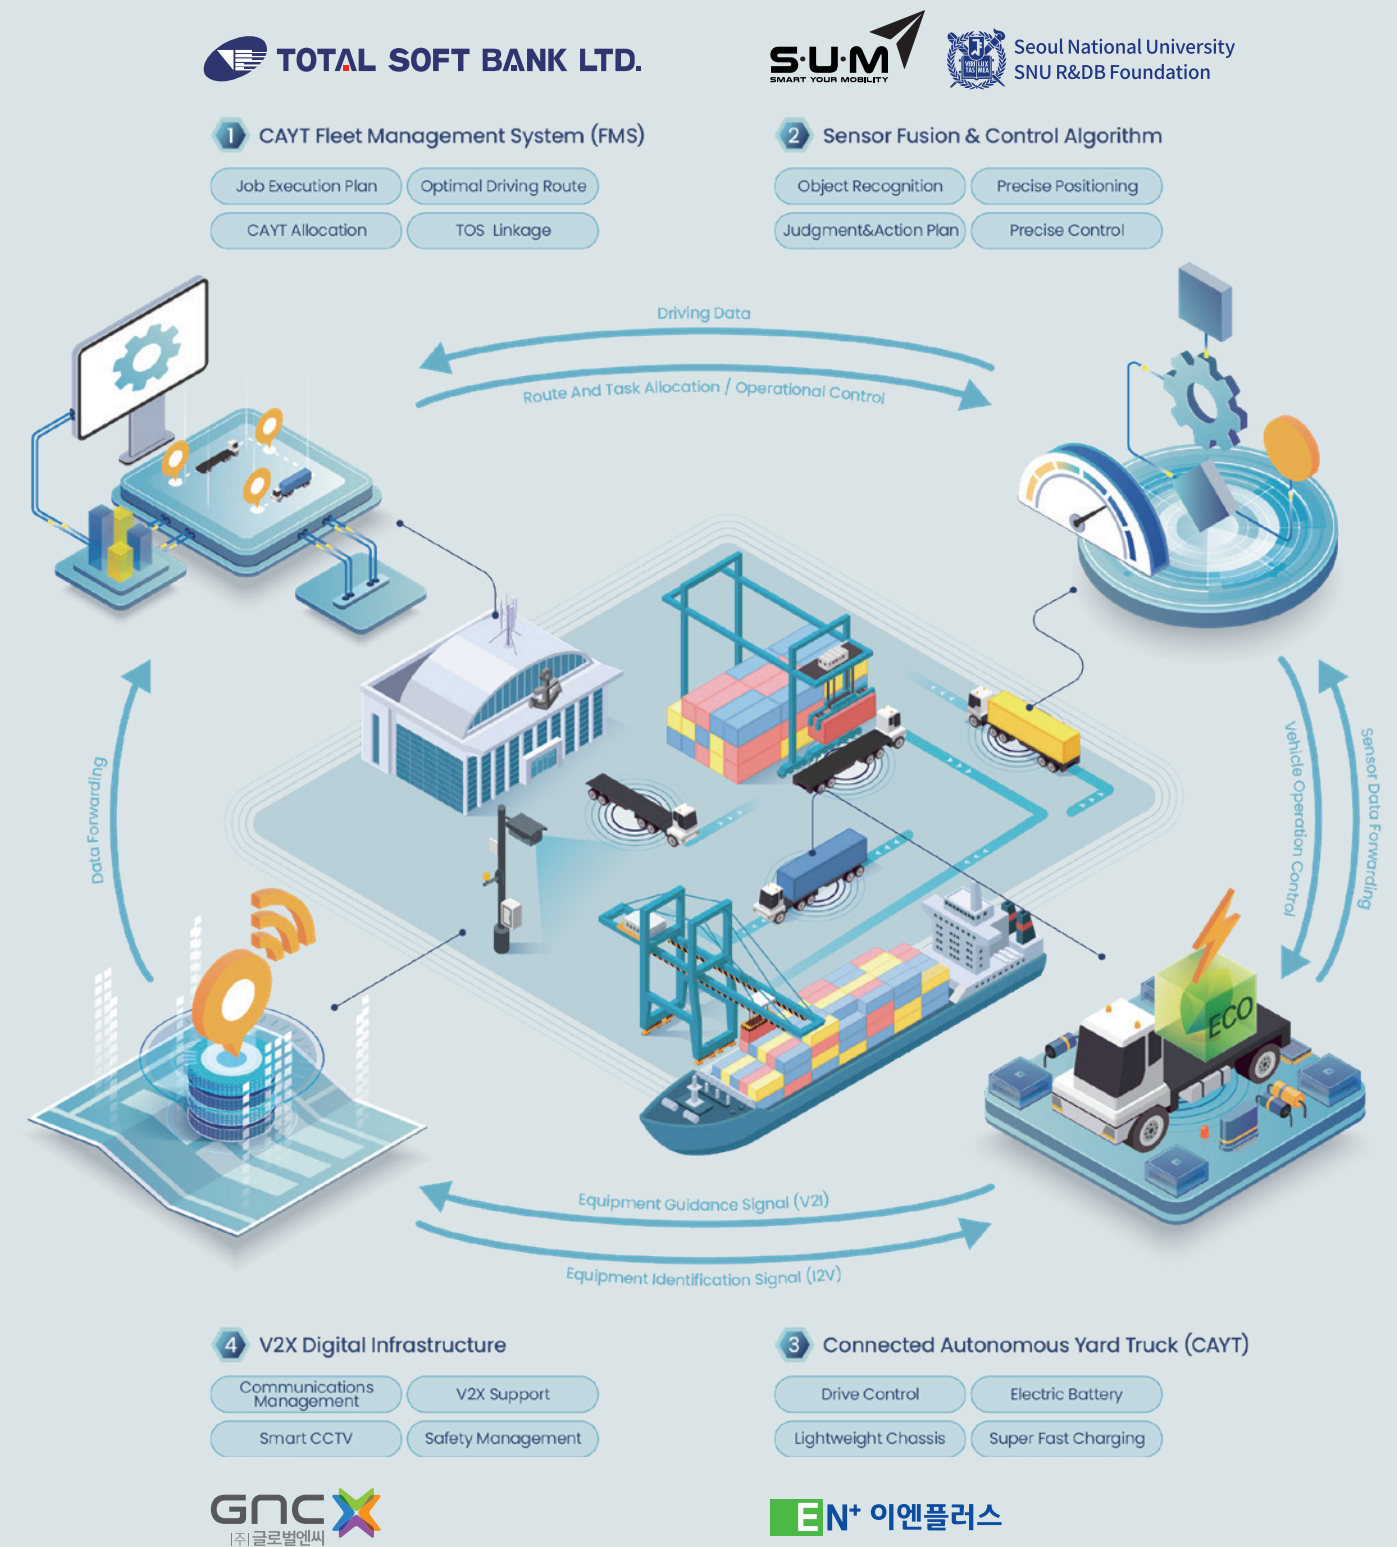 TOTAL SOFT BANK LTD.
S·U·M
SMART YOUR MOBILITY
VERI LUX
TAS MEA
Seoul National University
SNU R&DB Foundation
1 CAYT Fleet Management System (FMS)
Job Execution Plan
Optimal Driving Route
CAYT Allocation
TOS Linkage
2 Sensor Fusion & Control Algorithm
Object Recognition
Precise Positioning
Judgment&Action Plan
Precise Control
Driving Data
Route And Task Allocation / Operational Control
Data Forwarding
Vehicle Operation Control
Sensor Data Forwarding
ECO
Equipment Guidance Signal (V2I)
Equipment Identification Signal (I2V)
4 V2X Digital Infrastructure
Communications
Management
V2X Support
Smart CCTV
Safety Management
3 Connected Autonomous Yard Truck (CAYT)
Drive Control
Electric Battery
Lightweight Chassis
Super Fast Charging
GNC
|주|글로벌엔씨
EN+ 이엔플러스